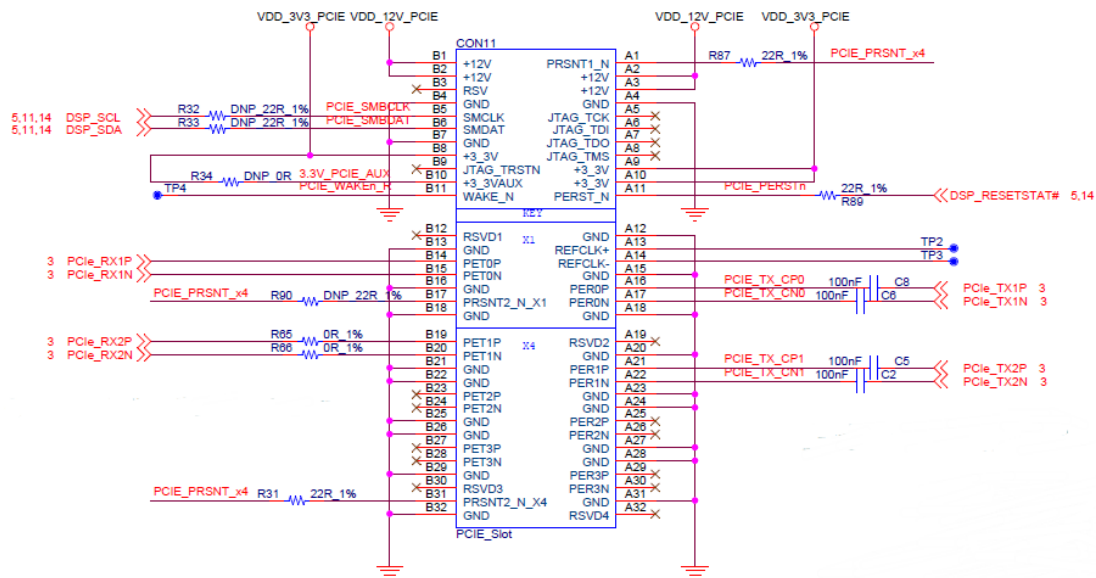 VDD_3V3_PCIE VDD_12V_PCIE VDD_12V_PCIE VDD_3V3_PCIE
CON11
B1 +12V PRSNT1_N A1 R87 22R_1% PCIE_PRSNT_x4
B2 +12V +12V A2
B3 RSV +12V A3
B4 GND GND A4
5,11,14 DSP_SCL R32 DNP_22R_1% PCIE_SMBCLK B5 SMCLK JTAG_TCK A5
5,11,14 DSP_SDA R33 DNP_22R_1% PCIE_SMBDAT B6 SMDAT JTAG_TDI A6
B7 GND JTAG_TDO A7
B8 +3_3V JTAG_TMS A8
B9 JTAG_TRSTN +3_3V A9
R34 DNP_0R 3.3V_PCIE_AUX B10 +3_3VAUX +3_3V A10
TP4 PCIE_WAKEn_R B11 WAKE_N PERST_N A11 PCIE_PERSTn 22R_1% R89 DSP_RESETSTAT# 5,14
KEY
B12 RSVD1 X1 GND A12
B13 GND REFCLK+ A13 TP2
3 PCIe_RX1P B14 PET0P REFCLK- A14 TP3
3 PCIe_RX1N B15 PET0N GND A15
B16 GND PER0P A16 PCIE_TX_CP0 100nF C8 PCIe_TX1P 3
PCIE_PRSNT_x4 R90 DNP_22R_1% B17 PRSNT2_N_X1 PER0N A17 PCIE_TX_CN0 100nF C6 PCIe_TX1N 3
B18 GND GND A18
3 PCIe_RX2P R65 0R_1% B19 PET1P X4 RSVD2 A19
3 PCIe_RX2N R66 0R_1% B20 PET1N GND A20
B21 GND PER1P A21 PCIE_TX_CP1 100nF C5 PCIe_TX2P 3
B22 GND PER1N A22 PCIE_TX_CN1 100nF C2 PCIe_TX2N 3
B23 PET2P GND A23
B24 PET2N GND A24
B25 GND PER2P A25
B26 GND PER2N A26
B27 PET3P GND A27
B28 PET3N GND A28
B29 GND PER3P A29
B30 RSVD3 PER3N A30
PCIE_PRSNT_x4 R31 22R_1% B31 PRSNT2_N_X4 GND A31
B32 GND RSVD4 A32
PCIE_Slot